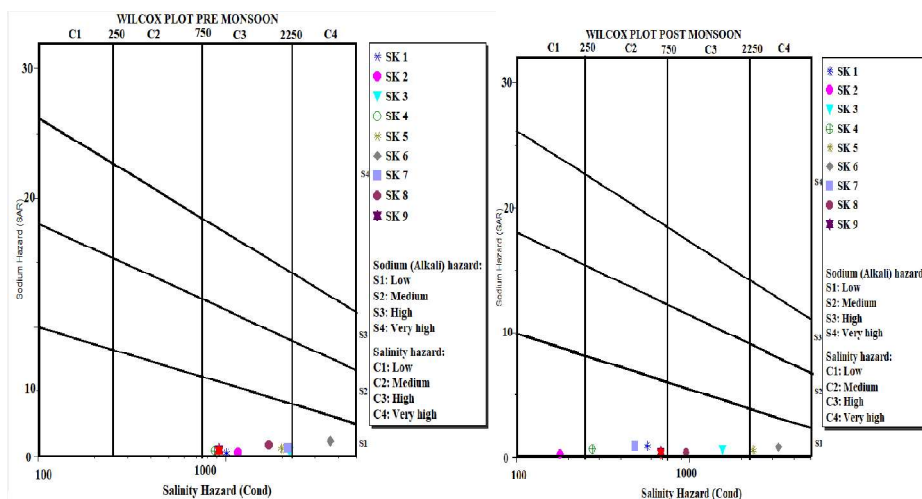 WILCOX PLOT PRE MONSOON
C1 250 C2 750 C3 2250 C4
30
20
10
0
Sodium Hazard (SAR)
S4
S3
S2
S1
100 1000
Salinity Hazard (Cond)
SK 1
SK 2
SK 3
SK 4
SK 5
SK 6
SK 7
SK 8
SK 9
Sodium (Alkali) hazard:
S1: Low
S2: Medium
S3: High
S4: Very high
Salinity hazard:
C1: Low
C2: Medium
C3: High
C4: Very high
WILCOX PLOT POST MONSOON
C1 250 C2 750 C3 2250 C4
30
20
10
0
Sodium Hazard (SAR)
S4
S3
S2
S1
100 1000
Salinity Hazard (Cond)
SK 1
SK 2
SK 3
SK 4
SK 5
SK 6
SK 7
SK 8
SK 9
Sodium (Alkali) hazard
S1: Low
S2: Medium
S3: High
S4: Very high
Salinity hazard:
C1: Low
C2: Medium
C3: High
C4: Very high